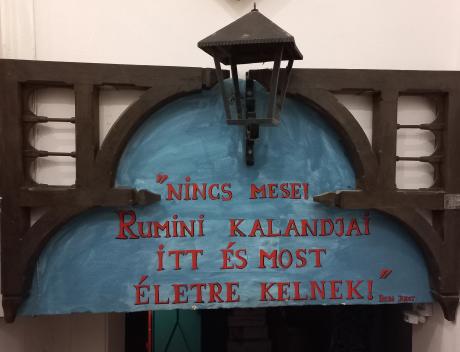 "NINCS MESE!
RUMINI KALANDJAI
ITT ÉS MOST
ÉLETRE KELNEK!"